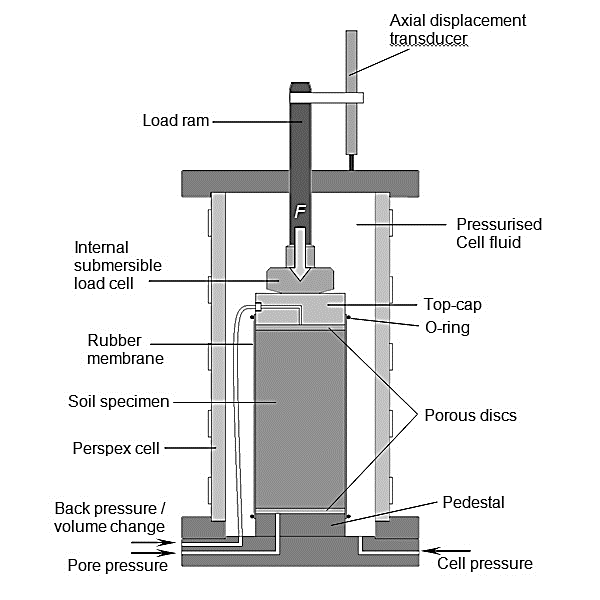 Axial displacement
transducer
Load ram
F
Pressurised
Cell fluid
Internal
submersible
load cell
Top-cap
O-ring
Rubber
membrane
Soil specimen
Porous discs
Perspex cell
Pedestal
Back pressure /
volume change
Pore pressure
Cell pressure